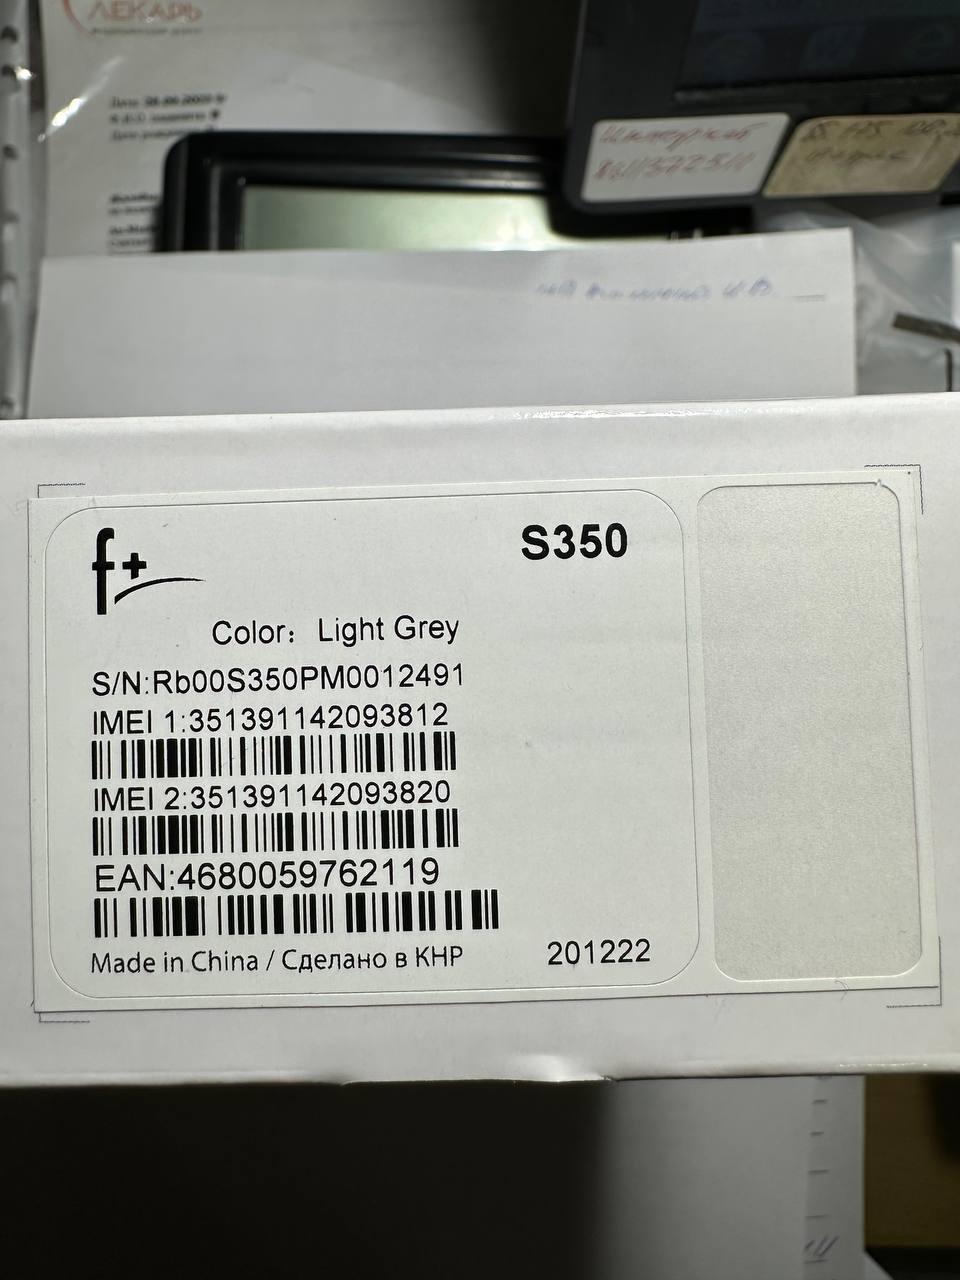 ЛЕКАРЬ
f+
S350
Color: Light Grey
S/N:Rb00S350PM0012491
IMEI 1:351391142093812
IMEI 2:351391142093820
EAN:4680059762119
Made in China / Сделано в КНР
201222